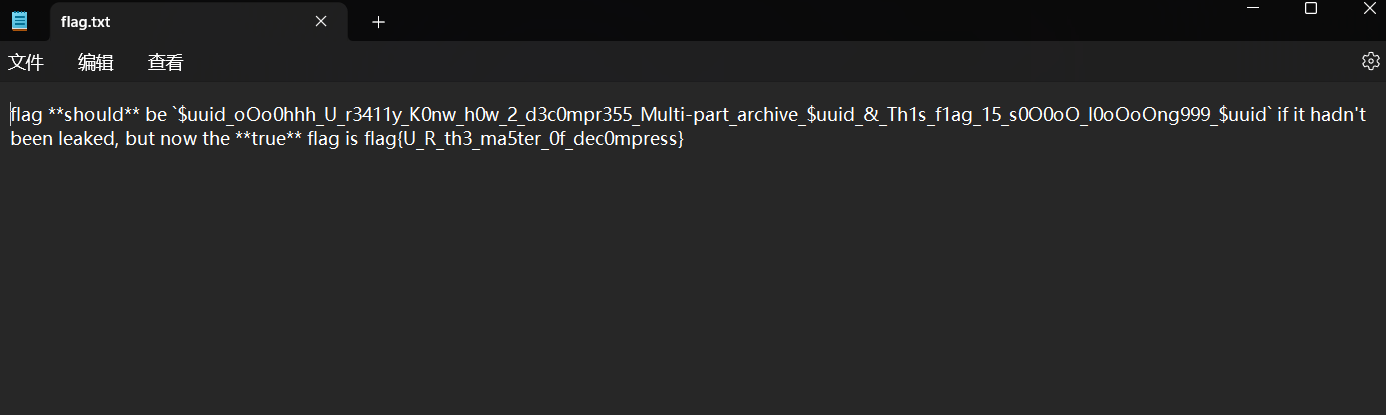 flag.txt
文件 编辑 查看
flag **should** be `$uuid_oOo0hhh_U_r3411y_K0nw_h0w_2_d3c0mpr355_Multi-part_archive_$uuid_&_Th1s_f1ag_15_s0O0oO_l0oOoOng999_$uuid` if it hadn't
been leaked, but now the **true** flag is flag{U_R_th3_ma5ter_0f_dec0mpress}